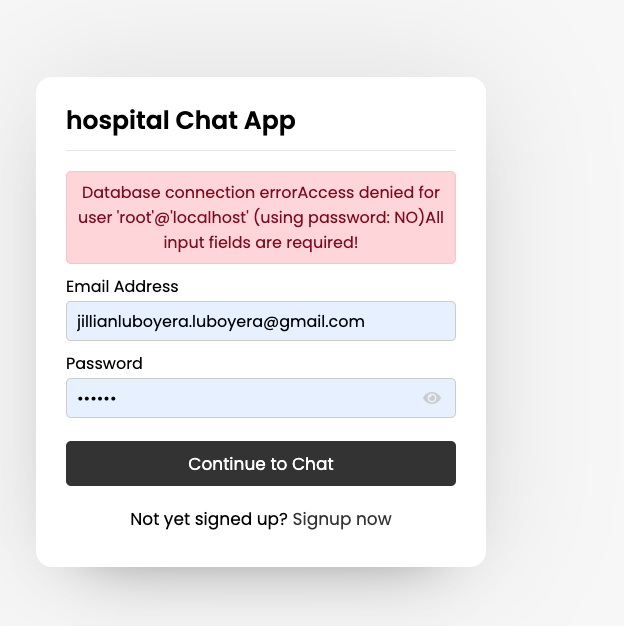 hospital Chat App
Database connection errorAccess denied for
user 'root'@'localhost' (using password: NO)All
input fields are required!
Email Address
jillianluboyera.luboyera@gmail.com
Password
••••••
Continue to Chat
Not yet signed up? Signup now